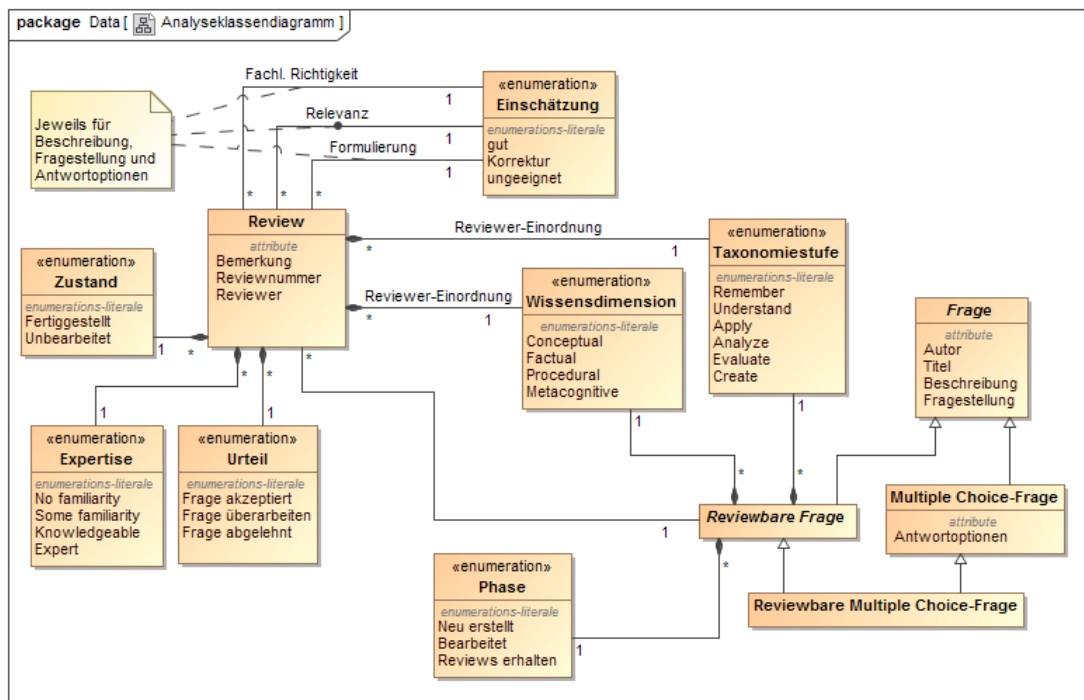 package Data [ Analyseklassendiagramm ]
Jeweils für
Beschreibung,
Fragestellung und
Antwortoptionen
Fachl. Richtigkeit
1
Relevanz
1
Formulierung
1
*
*
*
«enumeration»
Einschätzung
enumerations-literale
gut
Korrektur
ungeeignet
Review
attribute
Bemerkung
Reviewnummer
Reviewer
Reviewer-Einordnung
*
1
Reviewer-Einordnung
*
1
«enumeration»
Taxonomiestufe
enumerations-literale
Remember
Understand
Apply
Analyze
Evaluate
Create
1
*
«enumeration»
Wissensdimension
enumerations-literale
Conceptual
Factual
Procedural
Metacognitive
1
*
«enumeration»
Zustand
enumerations-literale
Fertiggestellt
Unbearbeitet
1
*
*
*
*
1
1
«enumeration»
Expertise
enumerations-literale
No familiarity
Some familiarity
Knowledgeable
Expert
«enumeration»
Urteil
enumerations-literale
Frage akzeptiert
Frage überarbeiten
Frage abgelehnt
Frage
attribute
Autor
Titel
Beschreibung
Fragestellung
Multiple Choice-Frage
attribute
Antwortoptionen
1
Reviewbare Frage
*
Reviewbare Multiple Choice-Frage
«enumeration»
Phase
enumerations-literale
Neu erstellt
Bearbeitet
Reviews erhalten
1